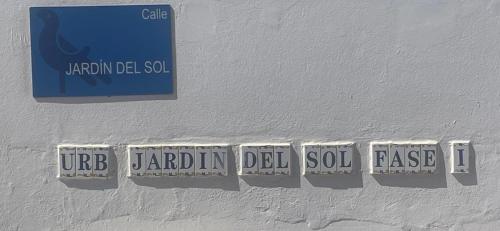 Calle
JARDÍN DEL SOL
URB JARDIN DEL SOL FASE I